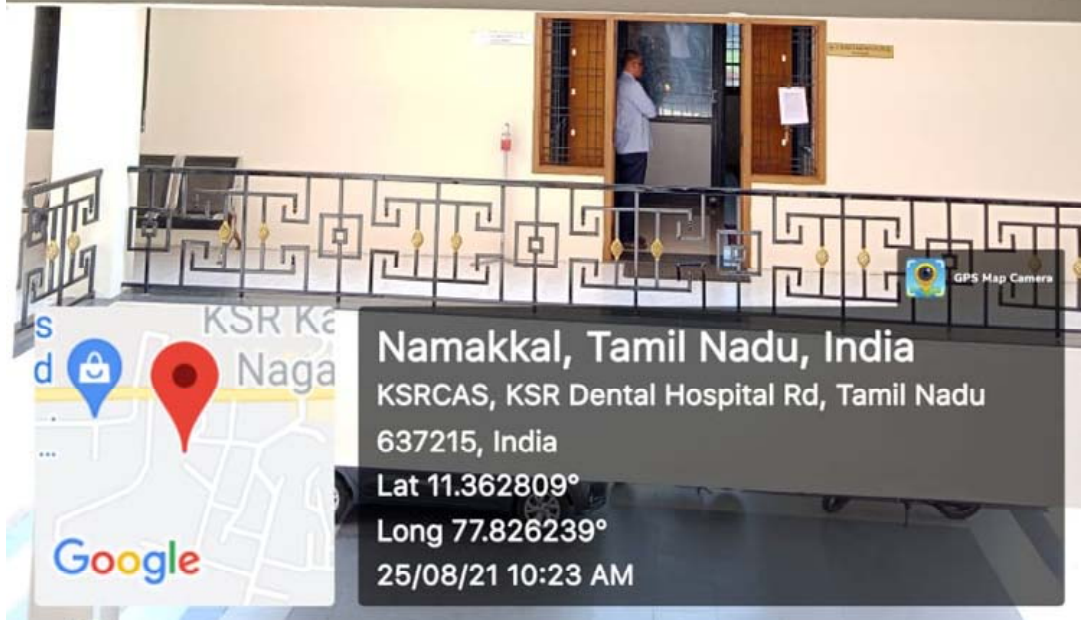 GPS Map Camera
KSR Ka
Naga
s
d
...
Google
Namakkal, Tamil Nadu, India
KSRCAS, KSR Dental Hospital Rd, Tamil Nadu
637215, India
Lat 11.362809°
Long 77.826239°
25/08/21 10:23 AM